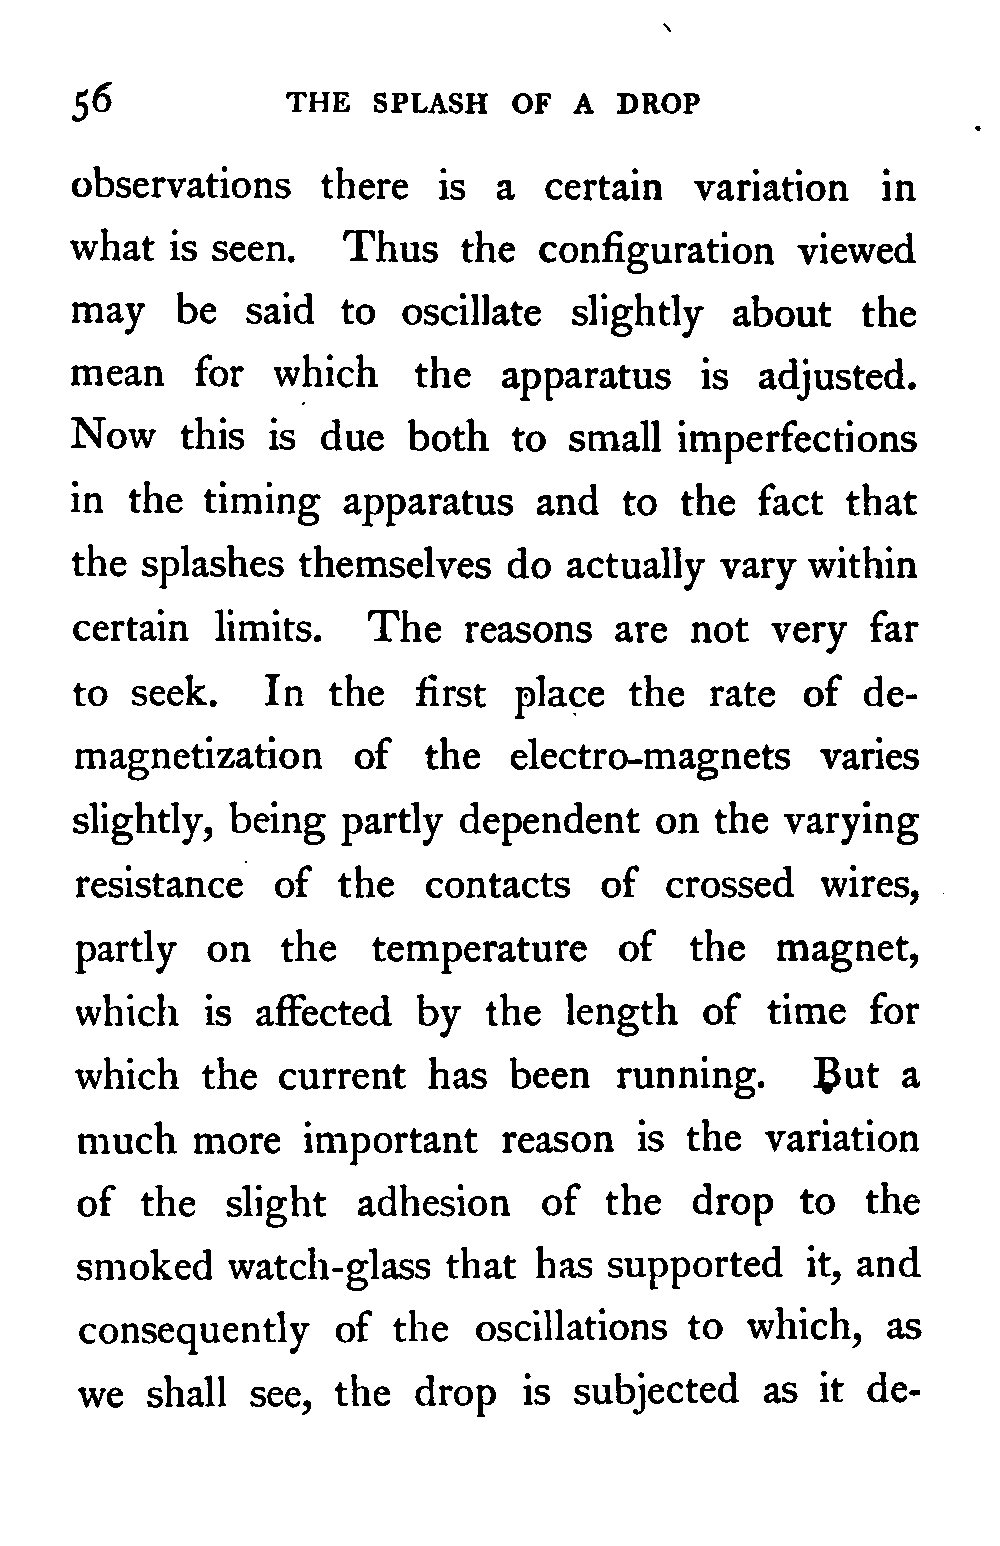 56 THE SPLASH OF A DROP
observations there is a certain variation in
what is seen. Thus the configuration viewed
may be said to oscillate slightly about the
mean for which the apparatus is adjusted.
Now this is due both to small imperfections
in the timing apparatus and to the fact that
the splashes themselves do actually vary within
certain limits. The reasons are not very far
to seek. In the first place the rate of de-
magnetization of the electro-magnets varies
slightly, being partly dependent on the varying
resistance of the contacts of crossed wires,
partly on the temperature of the magnet,
which is affected by the length of time for
which the current has been running. But a
much more important reason is the variation
of the slight adhesion of the drop to the
smoked watch-glass that has supported it, and
consequently of the oscillations to which, as
we shall see, the drop is subjected as it de-